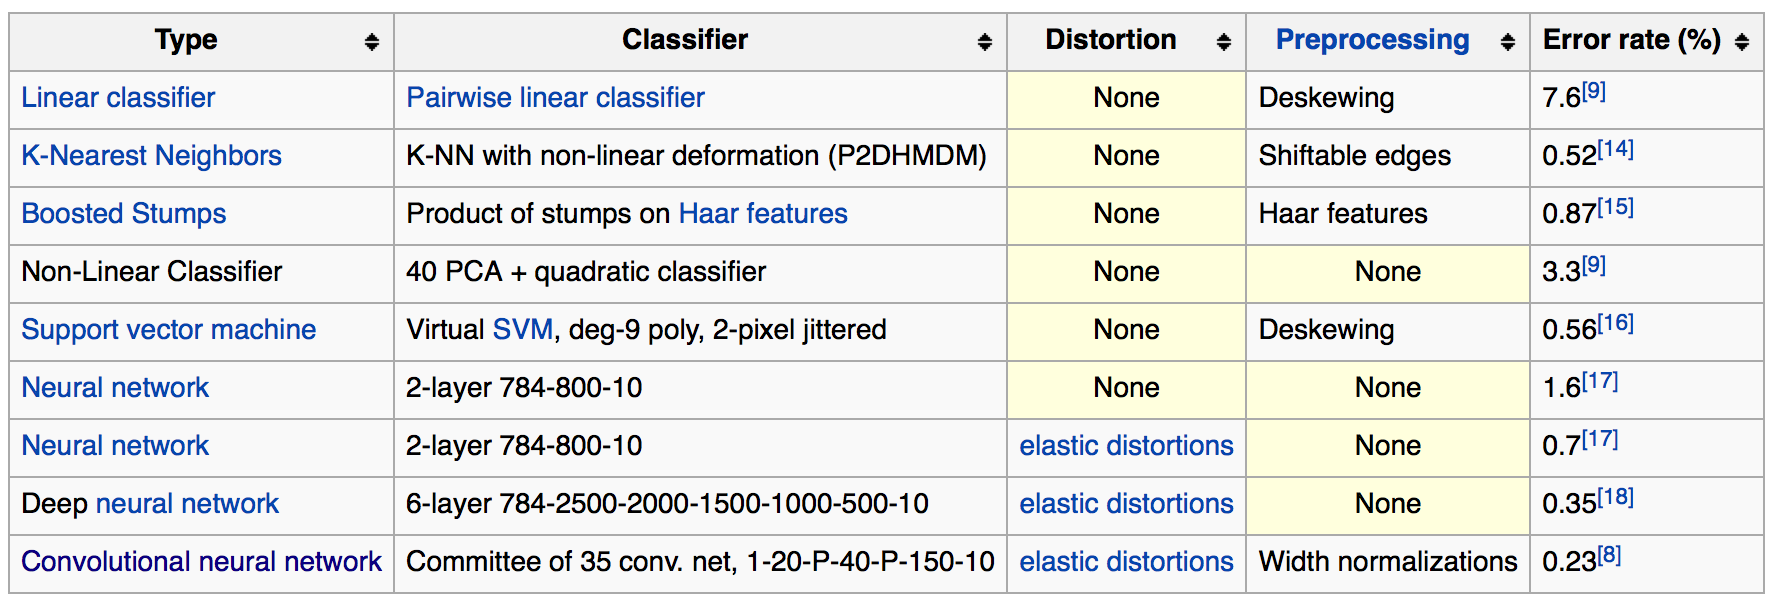 Type Classifier Distortion Preprocessing Error rate (%)
Linear classifier Pairwise linear classifier None Deskewing 7.6[9]
K-Nearest Neighbors K-NN with non-linear deformation (P2DHMDM) None Shiftable edges 0.52[14]
Boosted Stumps Product of stumps on Haar features None Haar features 0.87[15]
Non-Linear Classifier 40 PCA + quadratic classifier None None 3.3[9]
Support vector machine Virtual SVM, deg-9 poly, 2-pixel jittered None Deskewing 0.56[16]
Neural network 2-layer 784-800-10 None None 1.6[17]
Neural network 2-layer 784-800-10 elastic distortions None 0.7[17]
Deep neural network 6-layer 784-2500-2000-1500-1000-500-10 elastic distortions None 0.35[18]
Convolutional neural network Committee of 35 conv. net, 1-20-P-40-P-150-10 elastic distortions Width normalizations 0.23[8]